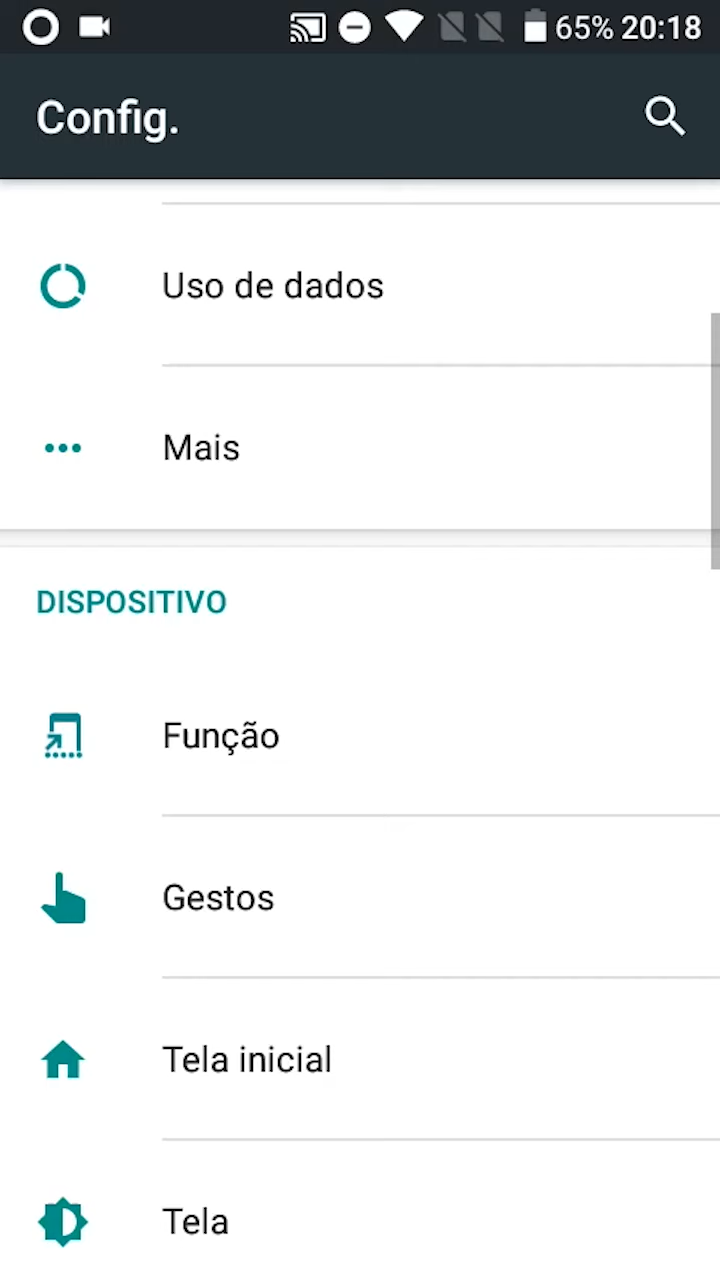 65% 20:18
Config.
Uso de dados
Mais
DISPOSITIVO
Função
Gestos
Tela inicial
Tela